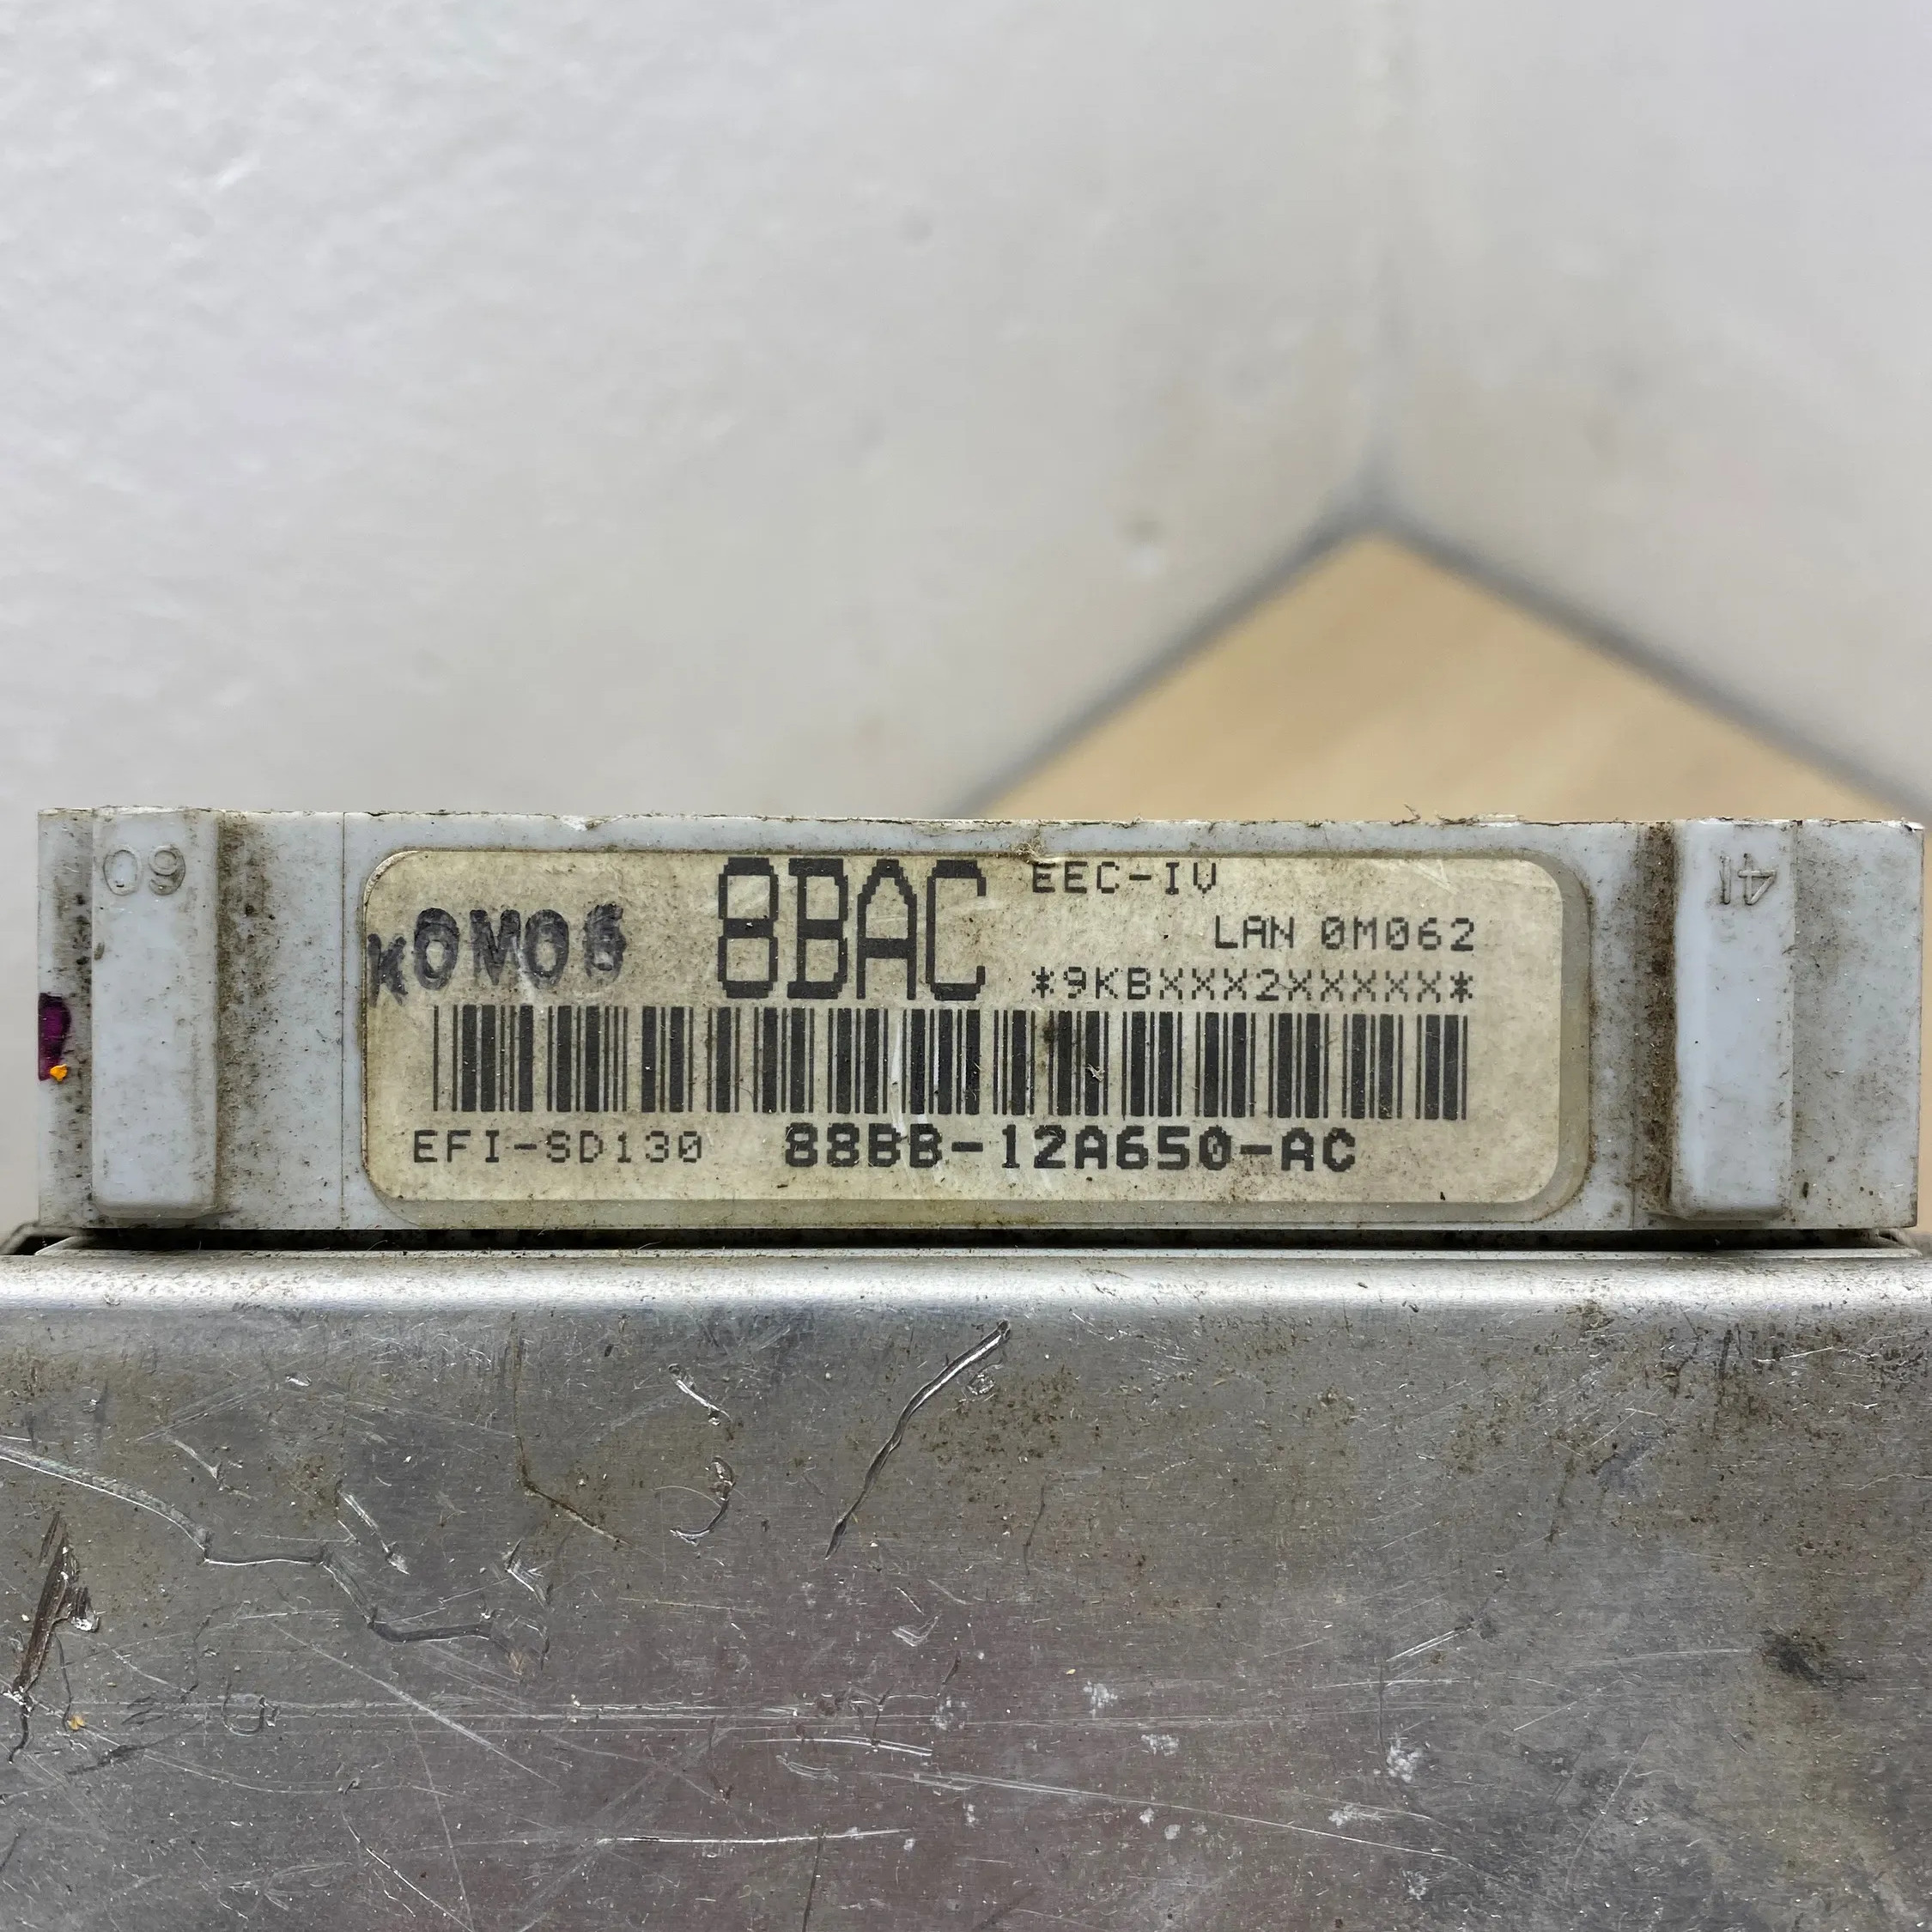 09
8BAC
EEC-IV
41
K0M06
LAN 0M062
*9KBXXX2XXXXX*
EFI-SD130 88BB-12A650-AC